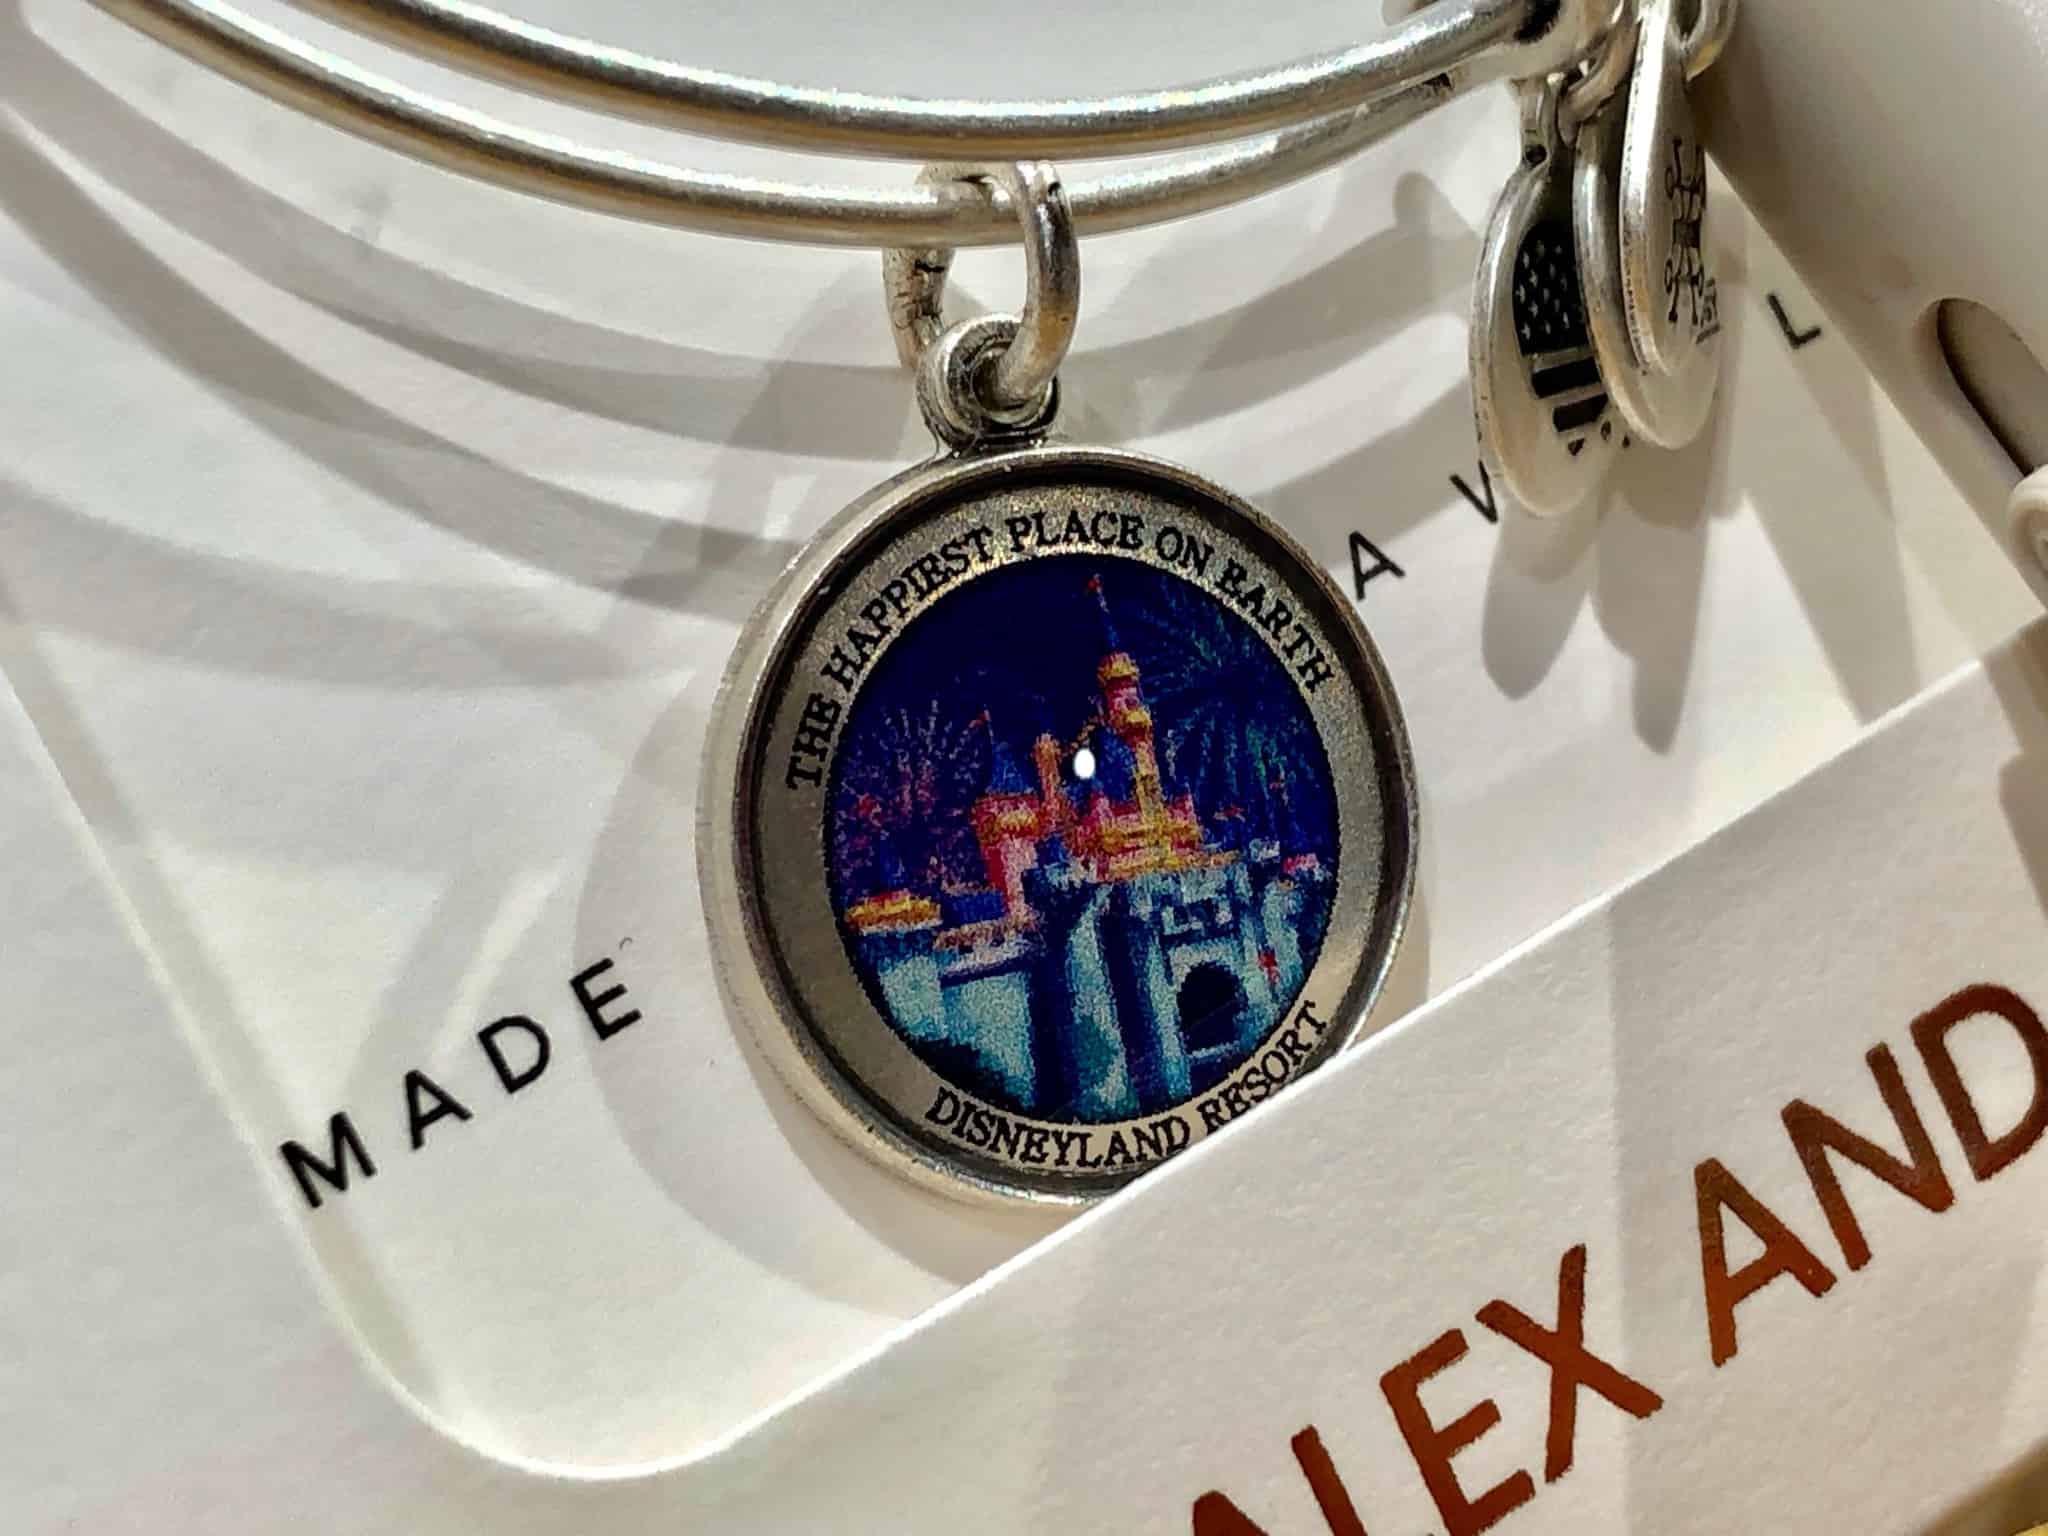 THE HAPPIEST PLACE ON EARTH
DISNEYLAND RESORT
MADE
ALEX AND